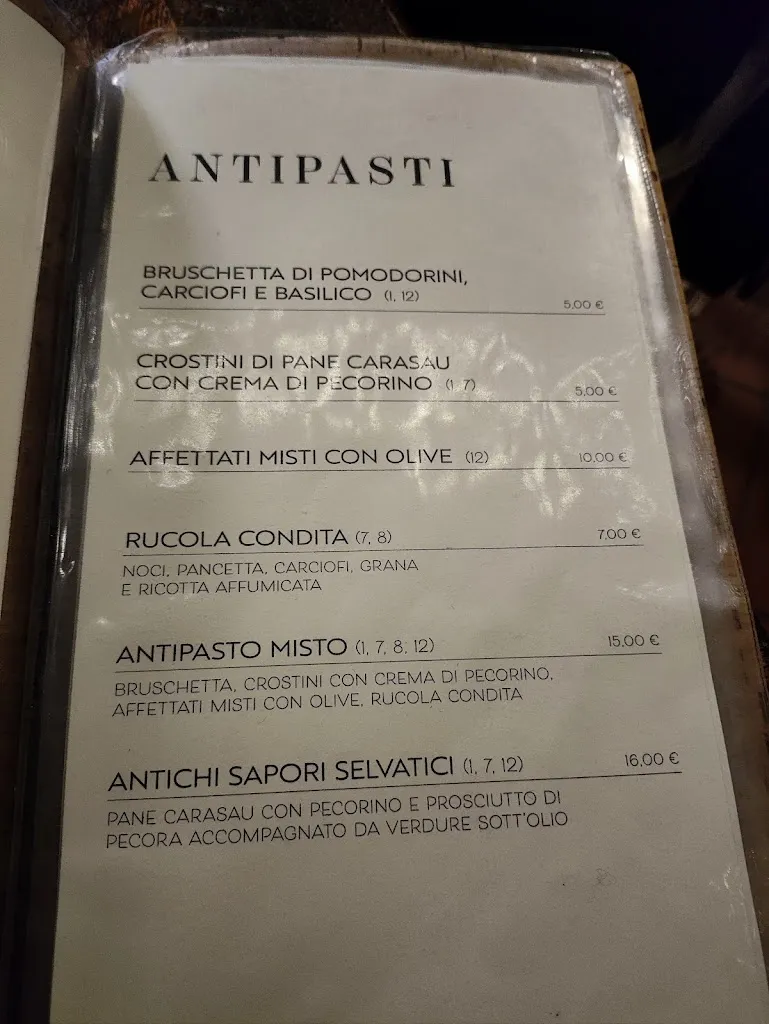 ANTIPASTI
BRUSCHETTA DI POMODORINI,
CARCIOFI E BASILICO (1, 12) 5,00 €
CROSTINI DI PANE CARASAU
CON CREMA DI PECORINO (1, 7) 5,00 €
AFFETTATI MISTI CON OLIVE (12) 10,00 €
RUCOLA CONDITA (7, 8) 7,00 €
NOCI, PANCETTA, CARCIOFI, GRANA
E RICOTTA AFFUMICATA
ANTIPASTO MISTO (1, 7, 8, 12) 15,00 €
BRUSCHETTA, CROSTINI CON CREMA DI PECORINO,
AFFETTATI MISTI CON OLIVE, RUCOLA CONDITA
ANTICHI SAPORI SELVATICI (1, 7, 12) 16,00 €
PANE CARASAU CON PECORINO E PROSCIUTTO DI
PECORA ACCOMPAGNATO DA VERDURE SOTT'OLIO